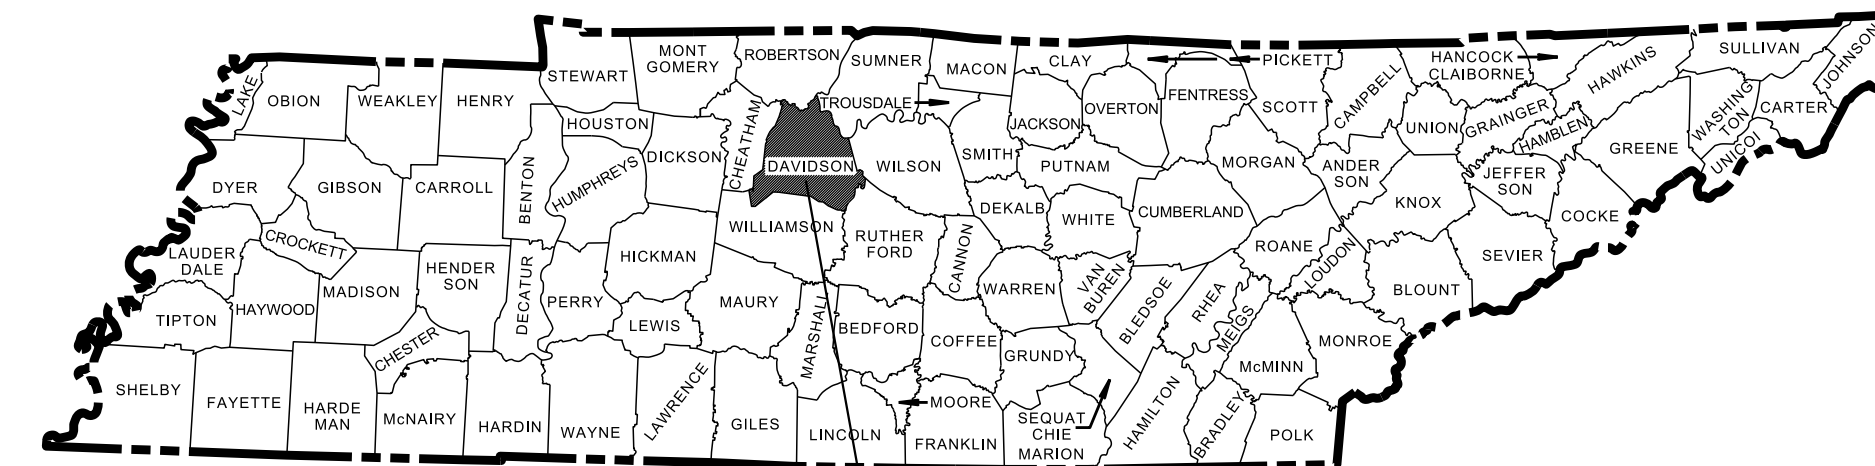 LAKE
OBION
WEAKLEY
HENRY
STEWART
MONT
GOMERY
ROBERTSON
SUMNER
MACON
CLAY
PICKETT
HANCOCK
CLAIBORNE
HAWKINS
SULLIVAN
JOHNSON
HOUSTON
CHEATHAM
TROUSDALE
JACKSON
OVERTON
FENTRESS
SCOTT
CAMPBELL
UNION
GRAINGER
HAMBLEN
WASHING
TON
CARTER
UNICOI
GREENE
DYER
GIBSON
CARROLL
BENTON
HUMPHREYS
DICKSON
DAVIDSON
WILSON
SMITH
PUTNAM
MORGAN
ANDER
SON
JEFFER
SON
KNOX
COCKE
LAUDER
DALE
CROCKETT
WILLIAMSON
DEKALB
WHITE
CUMBERLAND
ROANE
LOUDON
SEVIER
BLOUNT
HAYWOOD
MADISON
HENDER
SON
DECATUR
PERRY
HICKMAN
RUTHER
FORD
CANNON
WARREN
VAN
BUREN
BLEDSOE
RHEA
MEIGS
TIPTON
LEWIS
MAURY
MARSHALL
BEDFORD
COFFEE
GRUNDY
McMINN
MONROE
SHELBY
FAYETTE
HARDE
MAN
CHESTER
McNAIRY
HARDIN
WAYNE
LAWRENCE
GILES
LINCOLN
MOORE
FRANKLIN
SEQUAT
CHIE
MARION
HAMILTON
BRADLEY
POLK